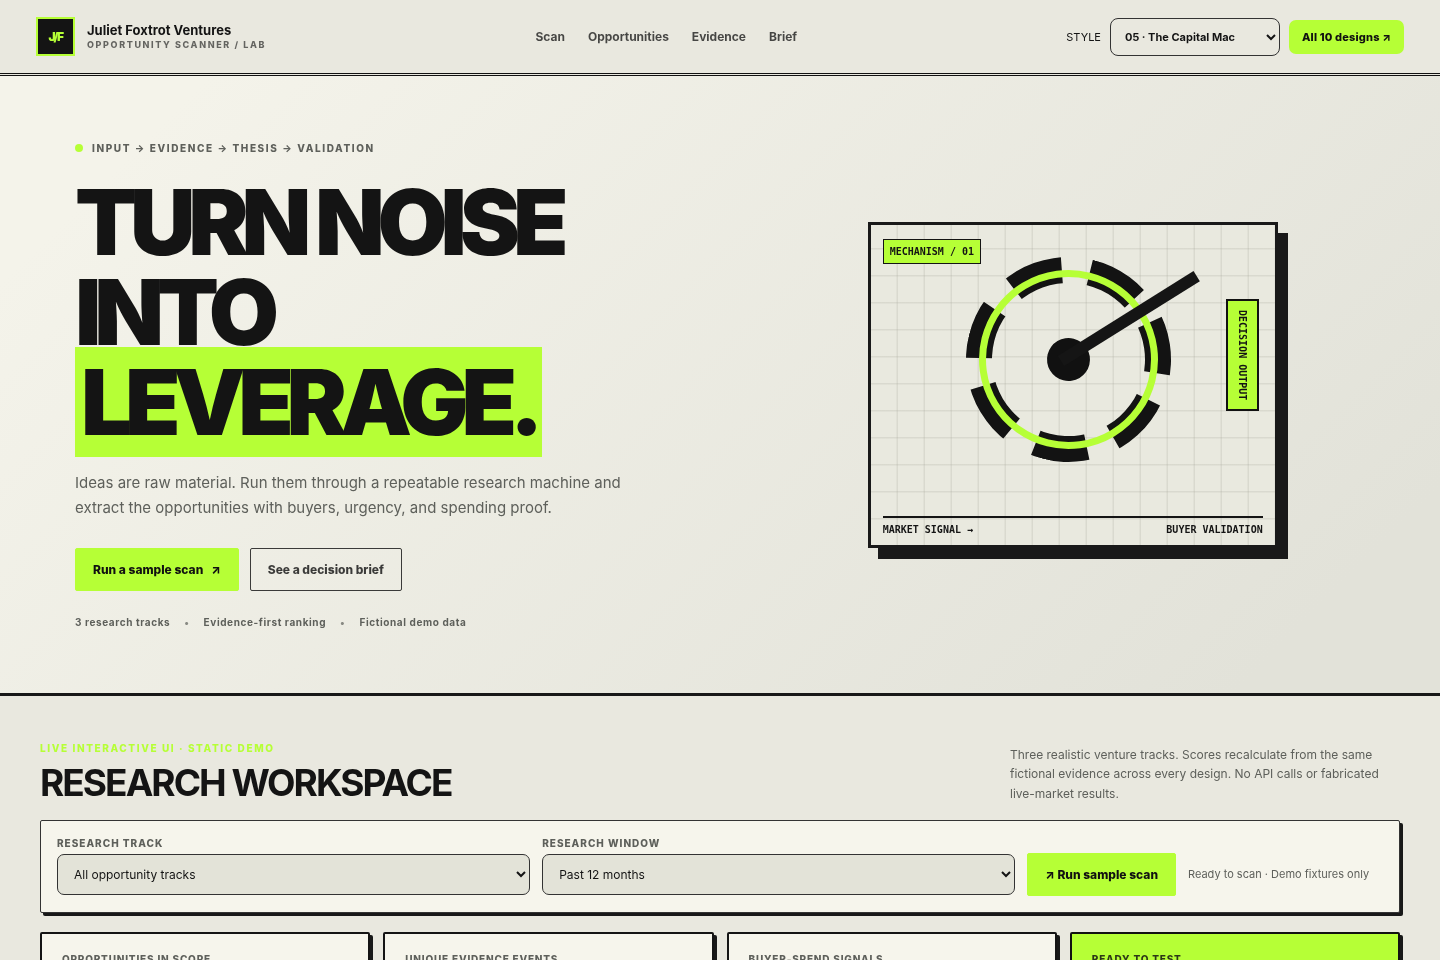 J/F
Juliet Foxtrot Ventures
OPPORTUNITY SCANNER / LAB
Scan
Opportunities
Evidence
Brief
STYLE
05 · The Capital Mac
All 10 designs ↗
INPUT → EVIDENCE → THESIS → VALIDATION
TURN NOISE
INTO
LEVERAGE.
Ideas are raw material. Run them through a repeatable research machine and
extract the opportunities with buyers, urgency, and spending proof.
Run a sample scan ↗
See a decision brief
3 research tracks • Evidence-first ranking • Fictional demo data
MECHANISM / 01
DECISION OUTPUT
MARKET SIGNAL →
BUYER VALIDATION
LIVE INTERACTIVE UI · STATIC DEMO
RESEARCH WORKSPACE
Three realistic venture tracks. Scores recalculate from the same
fictional evidence across every design. No API calls or fabricated
live-market results.
RESEARCH TRACK
All opportunity tracks
RESEARCH WINDOW
Past 12 months
↗ Run sample scan
Ready to scan · Demo fixtures only
OPPORTUNITIES IN SCOPE
UNIQUE EVIDENCE EVENTS
BUYER-SPEND SIGNALS
READY TO TEST